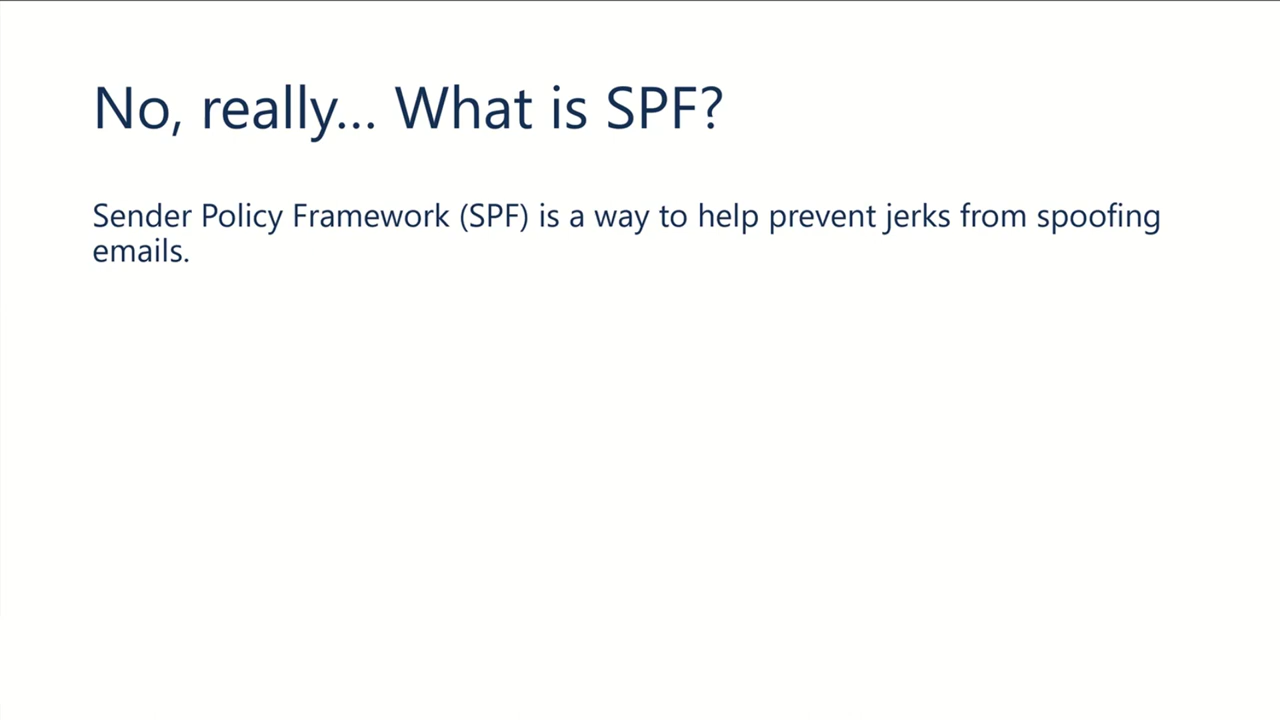 No, really... What is SPF?
Sender Policy Framework (SPF) is a way to help prevent jerks from spoofing
emails.